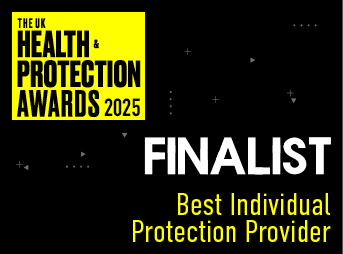 THE UK
HEALTH &
PROTECTION
AWARDS 2025
FINALIST
Best Individual
Protection Provider